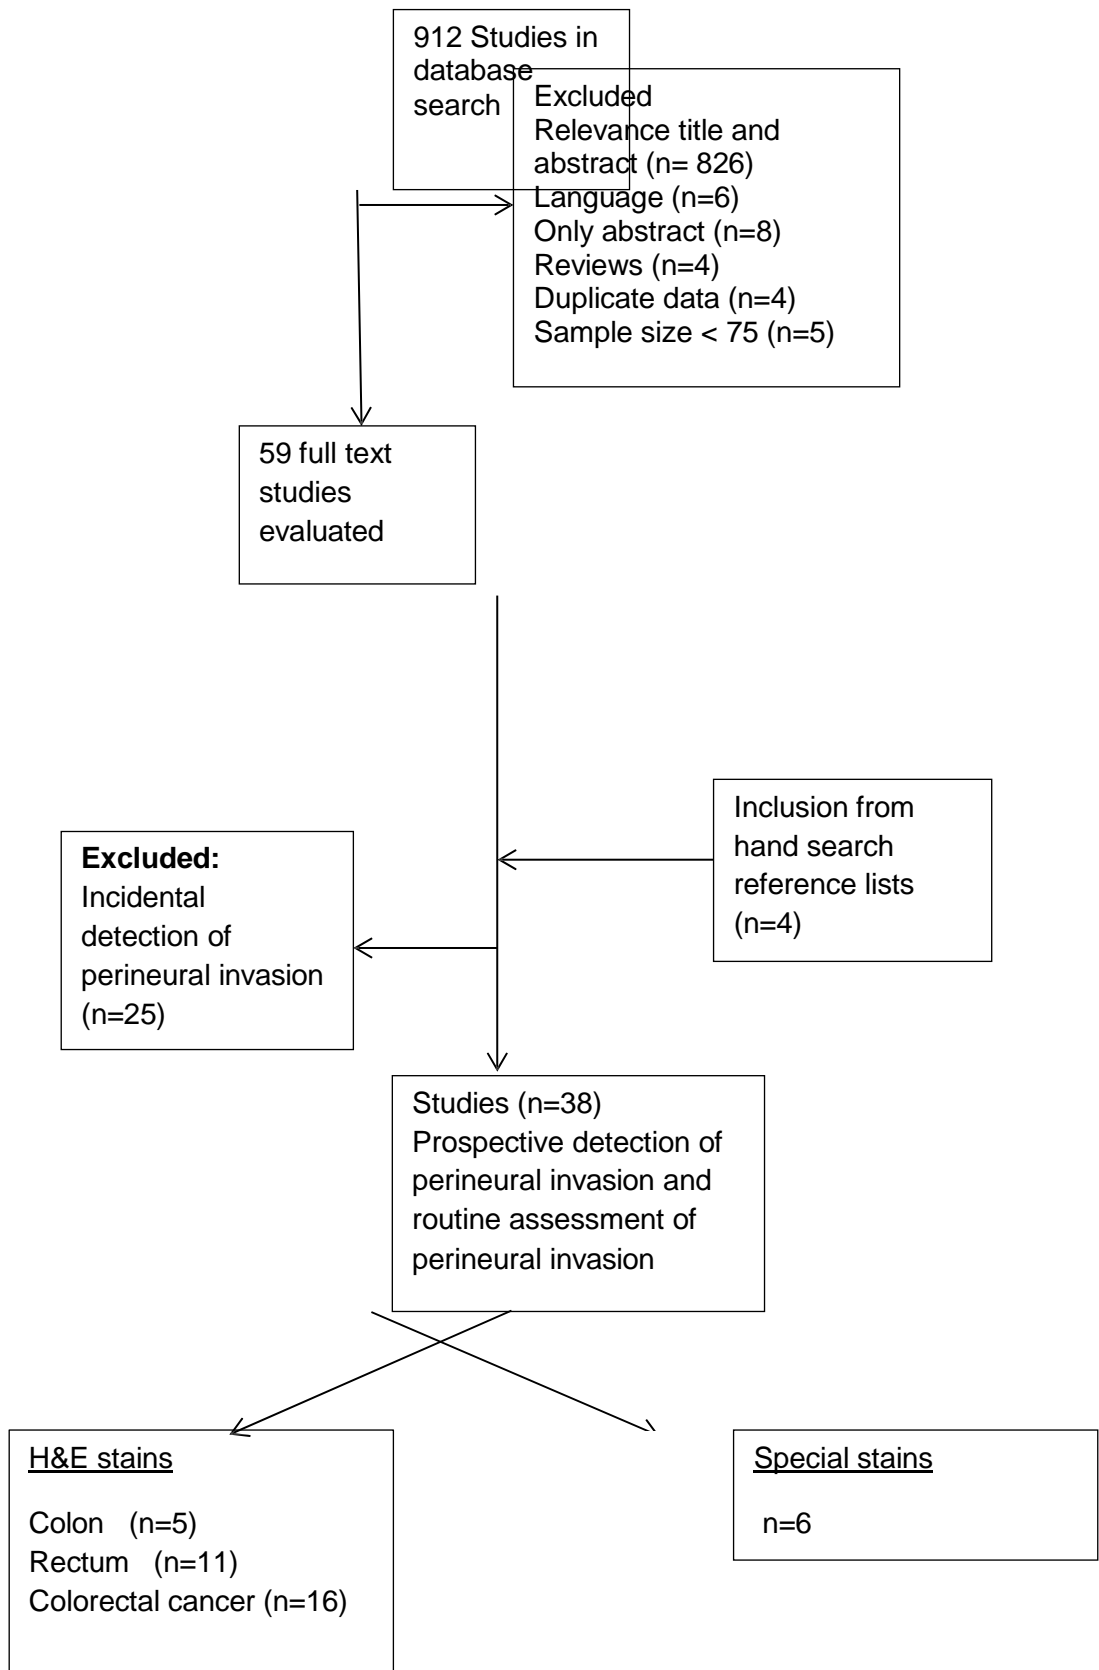 912 Studies in
database
search
Excluded
Relevance title and
abstract (n= 826)
Language (n=6)
Only abstract (n=8)
Reviews (n=4)
Duplicate data (n=4)
Sample size < 75 (n=5)
59 full text
studies
evaluated
Inclusion from
hand search
reference lists
(n=4)
Excluded:
Incidental
detection of
perineural invasion
(n=25)
Studies (n=38)
Prospective detection of
perineural invasion and
routine assessment of
perineural invasion
H&E stains
Colon (n=5)
Rectum (n=11)
Colorectal cancer (n=16)
Special stains
n=6